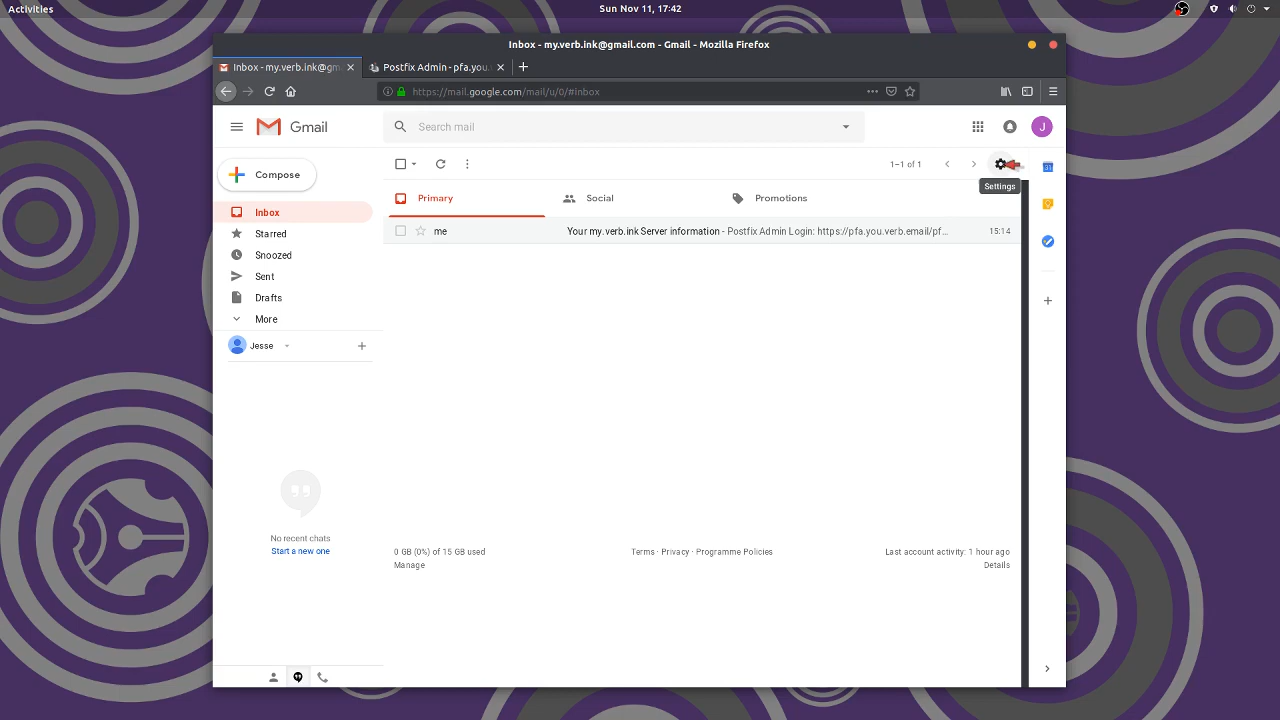 Activities
Sun Nov 11, 17:42
Inbox - my.verb.ink@gmail.com - Gmail - Mozilla Firefox
Inbox - my.verb.ink@gm
Postfix Admin - pfa.you.
https://mail.google.com/mail/u/0/#inbox
Gmail
Search mail
J
Compose
1–1 of 1
31
Settings
Primary
Social
Promotions
Inbox
me
Your my.verb.ink Server information - Postfix Admin Login: https://pfa.you.verb.email/pf…
15:14
Starred
Snoozed
Sent
Drafts
More
Jesse
No recent chats
Start a new one
0 GB (0%) of 15 GB used
Manage
Terms · Privacy · Programme Policies
Last account activity: 1 hour ago
Details